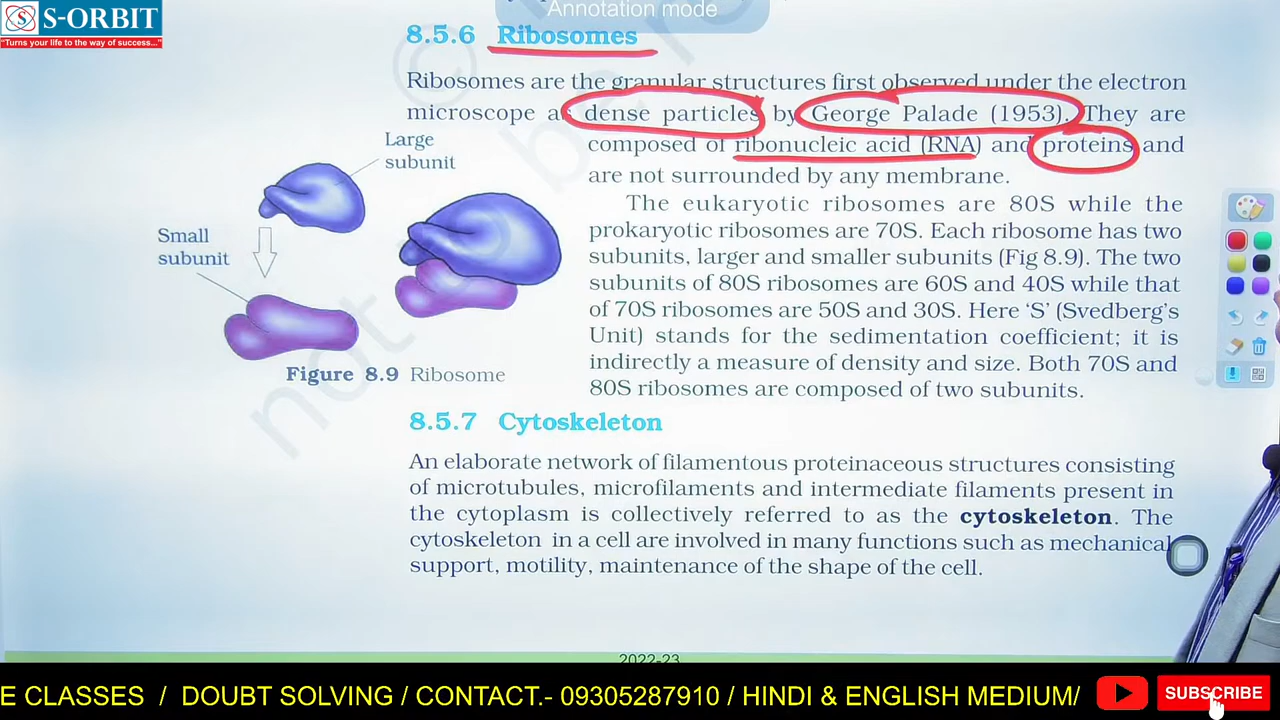 S-ORBIT
"Turns your life to the way of success..."
Annotation mode
8.5.6 Ribosomes
Ribosomes are the granular structures first observed under the electron
microscope as dense particles by George Palade (1953). They are
composed of ribonucleic acid (RNA) and proteins and
are not surrounded by any membrane.
Large
subunit
Small
subunit
Figure 8.9 Ribosome
The eukaryotic ribosomes are 80S while the
prokaryotic ribosomes are 70S. Each ribosome has two
subunits, larger and smaller subunits (Fig 8.9). The two
subunits of 80S ribosomes are 60S and 40S while that
of 70S ribosomes are 50S and 30S. Here ‘S’ (Svedberg’s
Unit) stands for the sedimentation coefficient; it is
indirectly a measure of density and size. Both 70S and
80S ribosomes are composed of two subunits.
8.5.7 Cytoskeleton
An elaborate network of filamentous proteinaceous structures consisting
of microtubules, microfilaments and intermediate filaments present in
the cytoplasm is collectively referred to as the cytoskeleton. The
cytoskeleton in a cell are involved in many functions such as mechanical
support, motility, maintenance of the shape of the cell.
2022-23
E CLASSES / DOUBT SOLVING / CONTACT.- 09305287910 / HINDI & ENGLISH MEDIUM/
SUBSCRIBE